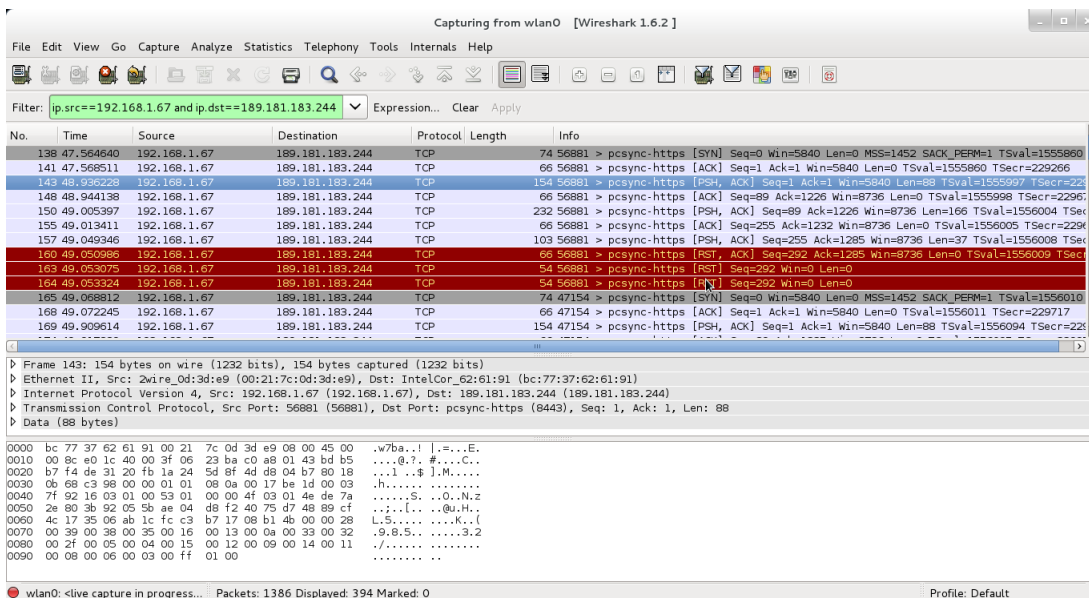 Capturing from wlan0 [Wireshark 1.6.2 ]
File Edit View Go Capture Analyze Statistics Telephony Tools Internals Help
Filter: ip.src==192.168.1.67 and ip.dst==189.181.183.244 Expression... Clear Apply
No. Time Source Destination Protocol Length Info
138 47.564640 192.168.1.67 189.181.183.244 TCP 74 56881 > pcsync-https [SYN] Seq=0 Win=5840 Len=0 MSS=1452 SACK_PERM=1 TSval=1555860
141 47.568511 192.168.1.67 189.181.183.244 TCP 66 56881 > pcsync-https [ACK] Seq=1 Ack=1 Win=5840 Len=0 TSval=1555860 TSecr=229266
143 48.936228 192.168.1.67 189.181.183.244 TCP 154 56881 > pcsync-https [PSH, ACK] Seq=1 Ack=1 Win=5840 Len=88 TSval=1555997 TSecr=229
148 48.944138 192.168.1.67 189.181.183.244 TCP 66 56881 > pcsync-https [ACK] Seq=89 Ack=1226 Win=8736 Len=0 TSval=1555998 TSecr=2296
150 49.005397 192.168.1.67 189.181.183.244 TCP 232 56881 > pcsync-https [PSH, ACK] Seq=89 Ack=1226 Win=8736 Len=166 TSval=1556004 TSec
155 49.013411 192.168.1.67 189.181.183.244 TCP 66 56881 > pcsync-https [ACK] Seq=255 Ack=1232 Win=8736 Len=0 TSval=1556005 TSecr=2296
157 49.049346 192.168.1.67 189.181.183.244 TCP 103 56881 > pcsync-https [PSH, ACK] Seq=255 Ack=1285 Win=8736 Len=37 TSval=1556008 TSec
160 49.050986 192.168.1.67 189.181.183.244 TCP 66 56881 > pcsync-https [RST, ACK] Seq=292 Ack=1285 Win=8736 Len=0 TSval=1556009 TSecr
163 49.053075 192.168.1.67 189.181.183.244 TCP 54 56881 > pcsync-https [RST] Seq=292 Win=0 Len=0
164 49.053324 192.168.1.67 189.181.183.244 TCP 54 56881 > pcsync-https [RST] Seq=292 Win=0 Len=0
165 49.068812 192.168.1.67 189.181.183.244 TCP 74 47154 > pcsync-https [SYN] Seq=0 Win=5840 Len=0 MSS=1452 SACK_PERM=1 TSval=1556010
168 49.072245 192.168.1.67 189.181.183.244 TCP 66 47154 > pcsync-https [ACK] Seq=1 Ack=1 Win=5840 Len=0 TSval=1556011 TSecr=229717
169 49.909614 192.168.1.67 189.181.183.244 TCP 154 47154 > pcsync-https [PSH, ACK] Seq=1 Ack=1 Win=5840 Len=88 TSval=1556094 TSecr=229
Frame 143: 154 bytes on wire (1232 bits), 154 bytes captured (1232 bits)
Ethernet II, Src: 2wire_0d:3d:e9 (00:21:7c:0d:3d:e9), Dst: IntelCor_62:61:91 (bc:77:37:62:61:91)
Internet Protocol Version 4, Src: 192.168.1.67 (192.168.1.67), Dst: 189.181.183.244 (189.181.183.244)
Transmission Control Protocol, Src Port: 56881 (56881), Dst Port: pcsync-https (8443), Seq: 1, Ack: 1, Len: 88
Data (88 bytes)
0000 bc 77 37 62 61 91 00 21 7c 0d 3d e9 08 00 45 00 .w7ba..! |.=...E.
0010 00 8c e0 1c 40 00 3f 06 23 ba c0 a8 01 43 bd b5 ....@.?. #....C..
0020 b7 f4 de 31 20 fb 1a 24 5d 8f 4d d8 04 b7 80 18 ...1 ..$ ].M.....
0030 0b 68 c3 98 00 00 01 01 08 0a 00 17 be 1d 00 03 .h...... ........
0040 7f 92 16 03 01 00 53 01 00 00 4f 03 01 4e de 7a ......S. ..O..N.z
0050 2e 80 3b 92 05 5b ae 04 d8 f2 40 75 d7 48 89 cf ..;..[.. ..@u.H..
0060 4c 17 35 06 ab 1c fc c3 b7 17 08 b1 4b 00 00 28 L.5..... ....K..(
0070 00 39 00 38 00 35 00 16 00 13 00 0a 00 33 00 32 .9.8.5.. .....3.2
0080 00 2f 00 05 00 04 00 15 00 12 00 09 00 14 00 11 ./...... ........
0090 00 08 00 06 00 03 00 ff 01 00 ........ ..
wlan0: <live capture in progress... Packets: 1386 Displayed: 394 Marked: 0 Profile: Default